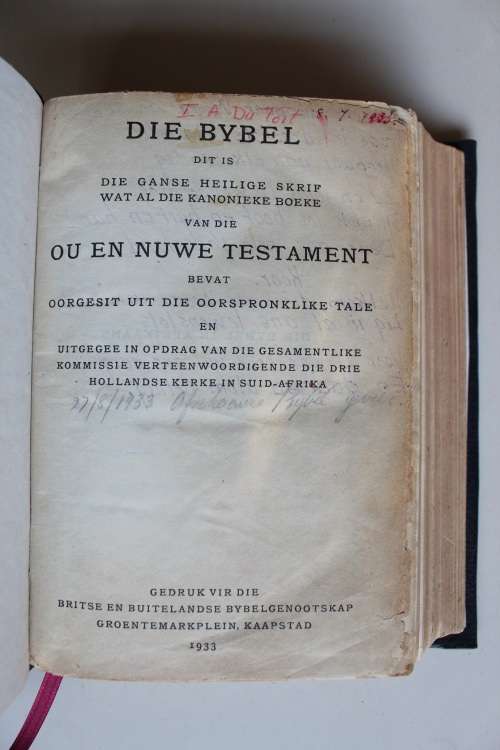 I A Du Toit 8. 7. 1933.
DIE BYBEL
DIT IS
DIE GANSE HEILIGE SKRIF
WAT AL DIE KANONIEKE BOEKE
VAN DIE
OU EN NUWE TESTAMENT
BEVAT
OORGESIT UIT DIE OORSPRONKLIKE TALE
EN
UITGEGEE IN OPDRAG VAN DIE GESAMENTLIKE
KOMMISSIE VERTEENWOORDIGENDE DIE DRIE
HOLLANDSE KERKE IN SUID-AFRIKA
27/8/1933 Afrikaanse Bybel
GEDRUK VIR DIE
BRITSE EN BUITELANDSE BYBELGENOOTSKAP
GROENTEMARKPLEIN, KAAPSTAD
1933